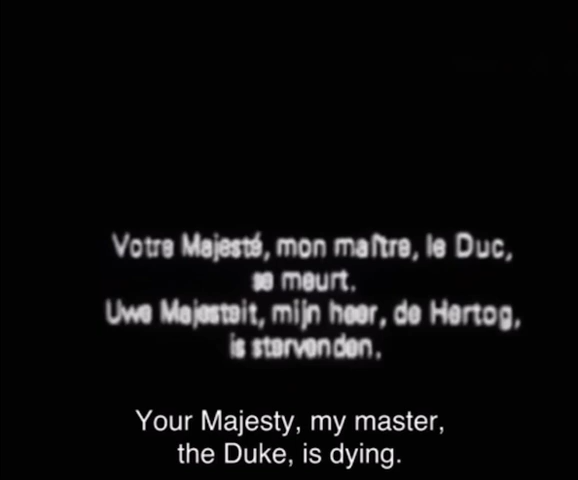 Votre Majesté, mon maître, le Duc,
se meurt.
Uwe Majesteit, mijn heer, de Hertog,
is stervenden.
Your Majesty, my master,
the Duke, is dying.